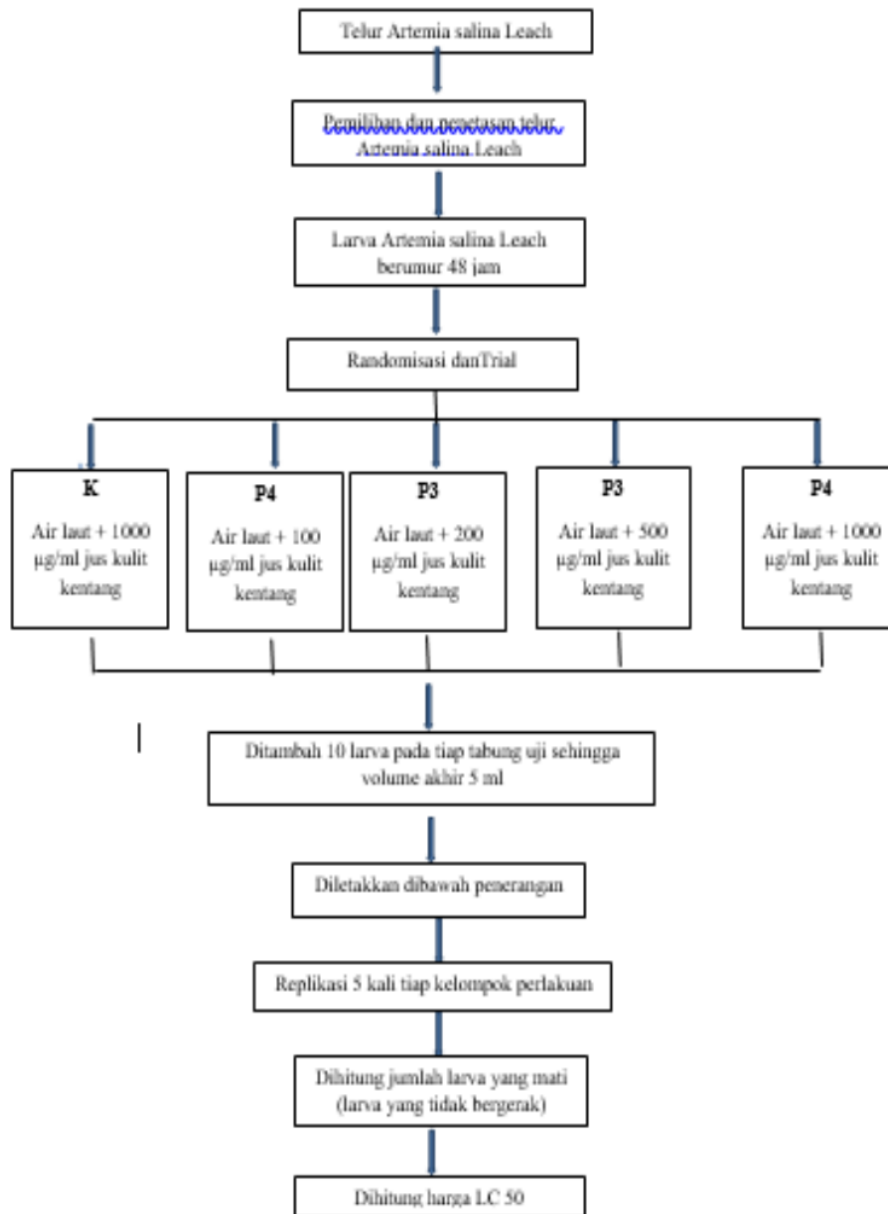 Telur Artemia salina Leach
Pemilihan dan penetasan telur
Artemia salina Leach
Larva Artemia salina Leach
berumur 48 jam
Randomisasi danTrial
K
Air laut + 1000
µg/ml jus kulit
kentang
P4
Air laut + 100
µg/ml jus kulit
kentang
P3
Air laut + 200
µg/ml jus kulit
kentang
P3
Air laut + 500
µg/ml jus kulit
kentang
P4
Air laut + 1000
µg/ml jus kulit
kentang
Ditambah 10 larva pada tiap tabung uji sehingga
volume akhir 5 ml
Diletakkan dibawah penerangan
Replikasi 5 kali tiap kelompok perlakuan
Dihitung jumlah larva yang mati
(larva yang tidak bergerak)
Dihitung harga LC 50